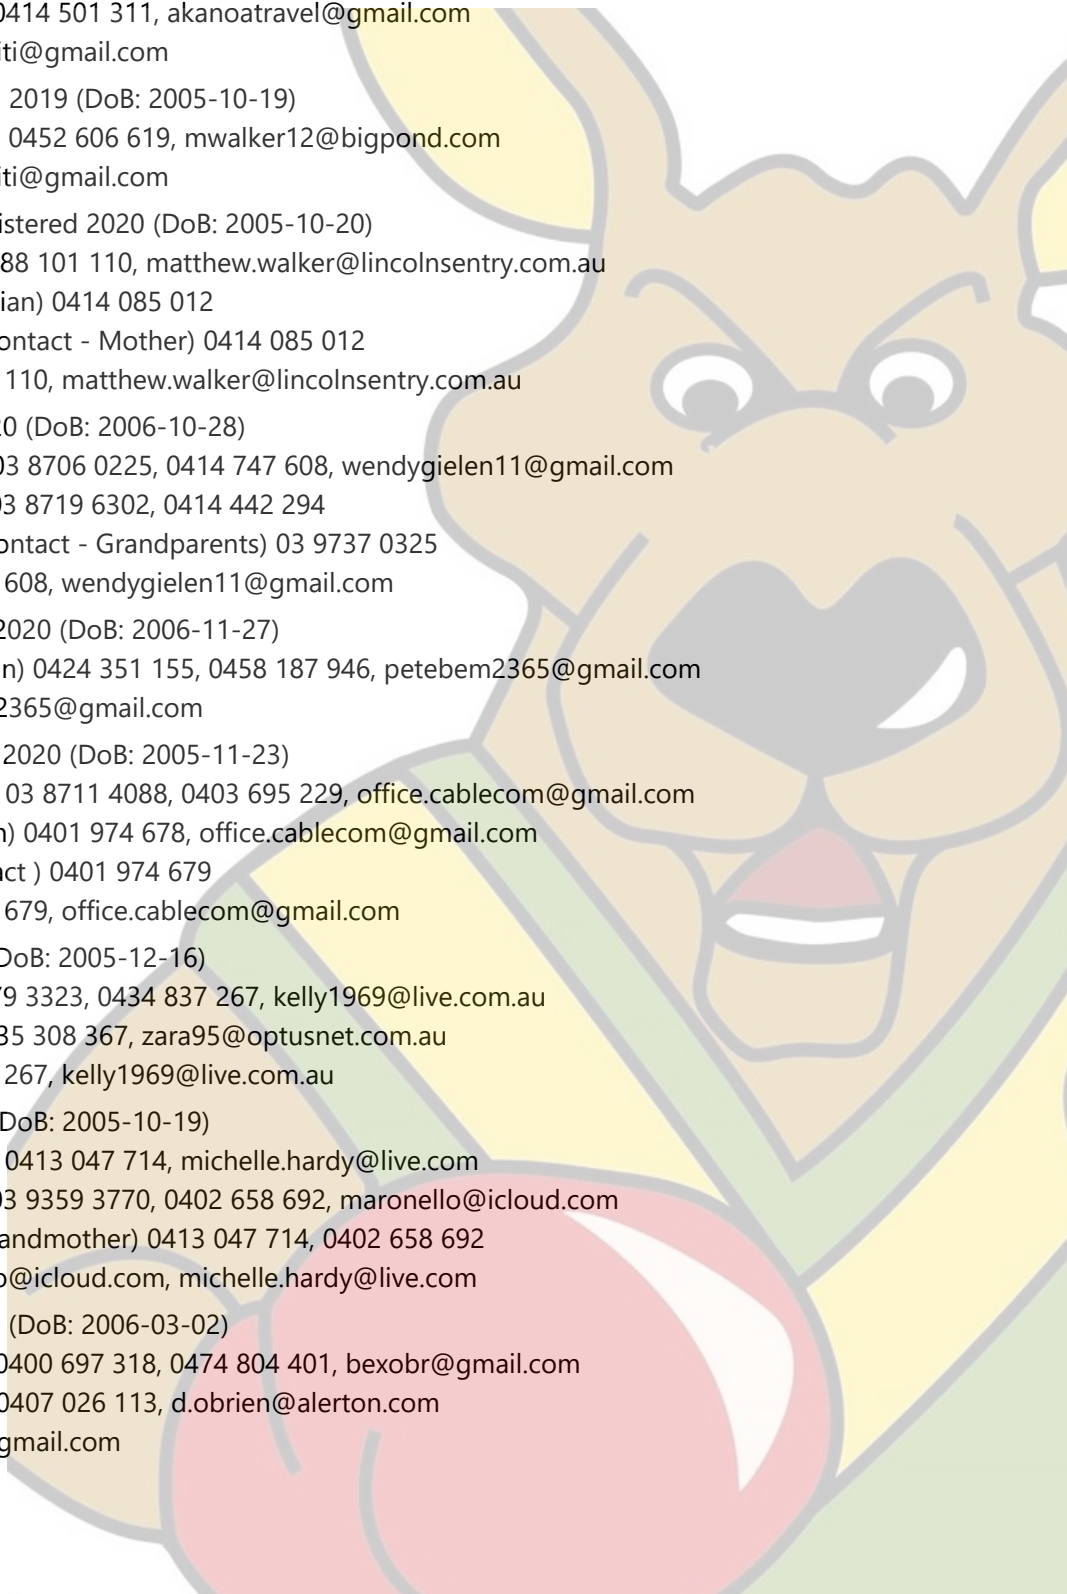 0414 501 311, akanoatravel@gmail.com
iti@gmail.com
2019 (DoB: 2005-10-19)
0452 606 619, mwalker12@bigpond.com
iti@gmail.com
istered 2020 (DoB: 2005-10-20)
88 101 110, matthew.walker@lincolnsentry.com.au
ian) 0414 085 012
ontact - Mother) 0414 085 012
110, matthew.walker@lincolnsentry.com.au
20 (DoB: 2006-10-28)
03 8706 0225, 0414 747 608, wendygielen11@gmail.com
03 8719 6302, 0414 442 294
ontact - Grandparents) 03 9737 0325
608, wendygielen11@gmail.com
2020 (DoB: 2006-11-27)
n) 0424 351 155, 0458 187 946, petebem2365@gmail.com
2365@gmail.com
2020 (DoB: 2005-11-23)
03 8711 4088, 0403 695 229, office.cablecom@gmail.com
n) 0401 974 678, office.cablecom@gmail.com
act ) 0401 974 679
679, office.cablecom@gmail.com
DoB: 2005-12-16)
79 3323, 0434 837 267, kelly1969@live.com.au
35 308 367, zara95@optusnet.com.au
267, kelly1969@live.com.au
DoB: 2005-10-19)
0413 047 714, michelle.hardy@live.com
03 9359 3770, 0402 658 692, maronello@icloud.com
andmother) 0413 047 714, 0402 658 692
o@icloud.com, michelle.hardy@live.com
(DoB: 2006-03-02)
0400 697 318, 0474 804 401, bexobr@gmail.com
0407 026 113, d.obrien@alerton.com
gmail.com